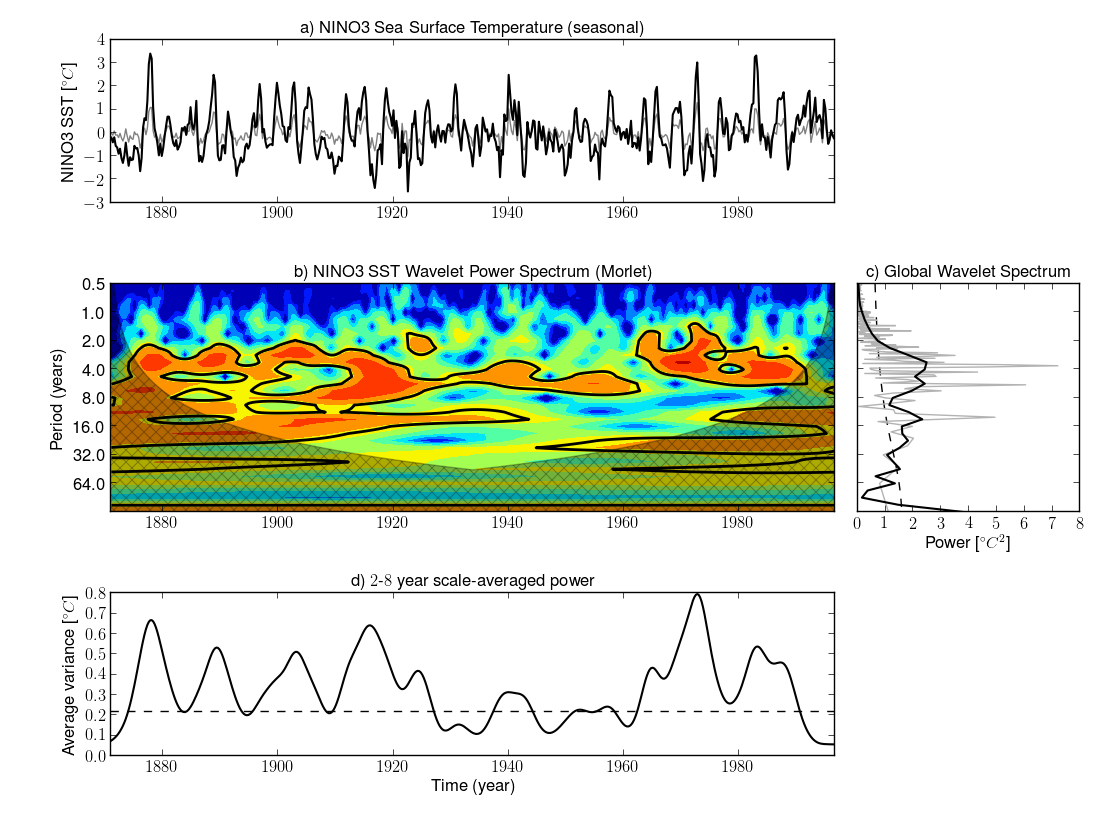 a) NINO3 Sea Surface Temperature (seasonal)
NINO3 SST [°C]
4
3
2
1
0
−1
−2
−3
1880 1900 1920 1940 1960 1980
b) NINO3 SST Wavelet Power Spectrum (Morlet)
Period (years)
0.5
1.0
2.0
4.0
8.0
16.0
32.0
64.0
1880 1900 1920 1940 1960 1980
c) Global Wavelet Spectrum
0 1 2 3 4 5 6 7 8
Power [°C²]
d) 2-8 year scale-averaged power
Average variance [°C]
0.8
0.7
0.6
0.5
0.4
0.3
0.2
0.1
0.0
1880 1900 1920 1940 1960 1980
Time (year)